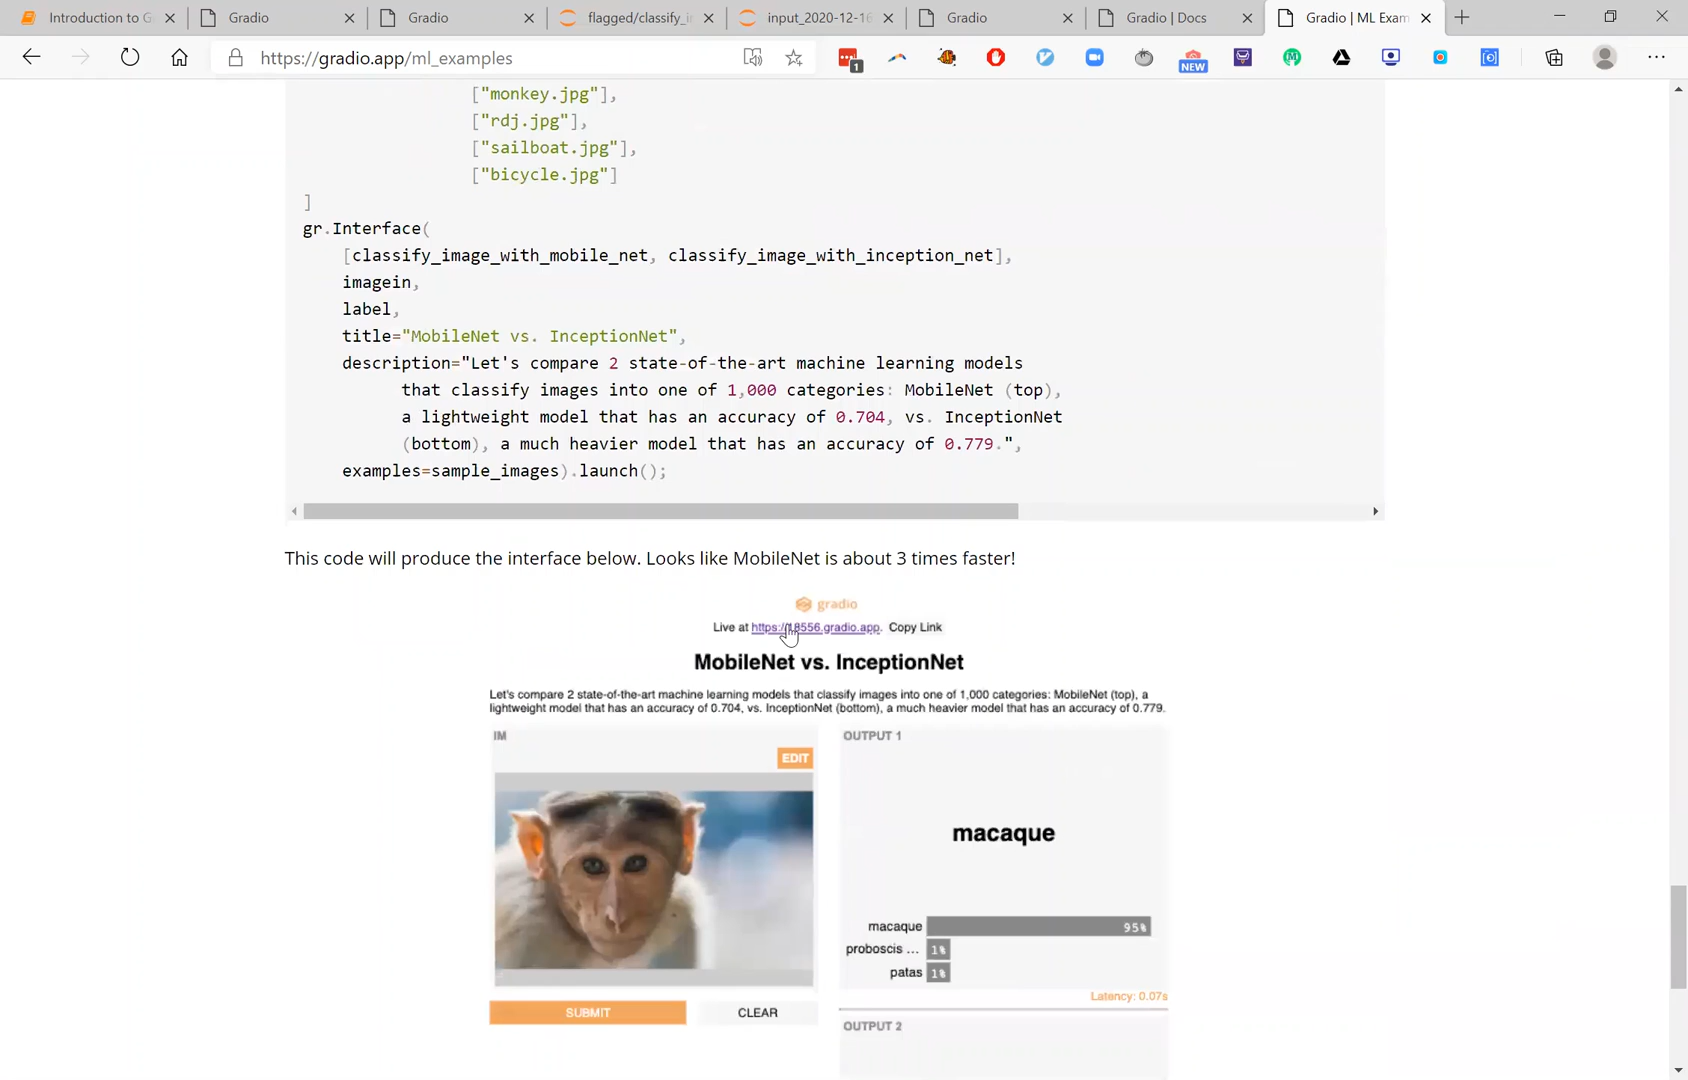 Introduction to G
Gradio
Gradio
flagged/classify_i
input_2020-12-16
Gradio
Gradio | Docs
Gradio | ML Exam
https://gradio.app/ml_examples
1
NEW
["monkey.jpg"],
["rdj.jpg"],
["sailboat.jpg"],
["bicycle.jpg"]
]
gr.Interface(
[classify_image_with_mobile_net, classify_image_with_inception_net],
imagein,
label,
title="MobileNet vs. InceptionNet",
description="Let's compare 2 state-of-the-art machine learning models
that classify images into one of 1,000 categories: MobileNet (top),
a lightweight model that has an accuracy of 0.704, vs. InceptionNet
(bottom), a much heavier model that has an accuracy of 0.779.",
examples=sample_images).launch();
This code will produce the interface below. Looks like MobileNet is about 3 times faster!
gradio
Live at https://18556.gradio.app. Copy Link
MobileNet vs. InceptionNet
Let's compare 2 state-of-the-art machine learning models that classify images into one of 1,000 categories: MobileNet (top), a
lightweight model that has an accuracy of 0.704, vs. InceptionNet (bottom), a much heavier model that has an accuracy of 0.779.
IM
EDIT
SUBMIT
CLEAR
OUTPUT 1
macaque
macaque 95%
proboscis ... 1%
patas 1%
Latency: 0.07s
OUTPUT 2